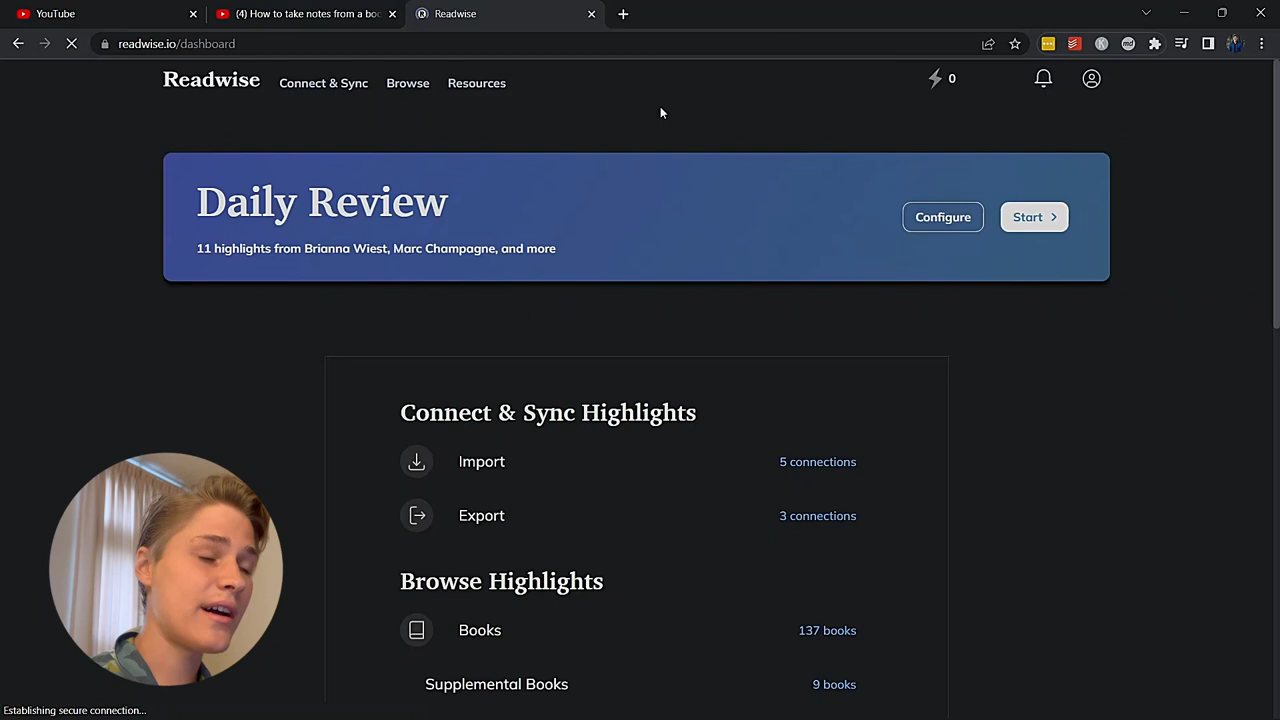 YouTube
(4) How to take notes from a boo
Readwise
readwise.io/dashboard
Readwise
Connect & Sync
Browse
Resources
0
Daily Review
11 highlights from Brianna Wiest, Marc Champagne, and more
Configure
Start
Connect & Sync Highlights
Import
5 connections
Export
3 connections
Browse Highlights
Books
137 books
Supplemental Books
9 books
Establishing secure connection...